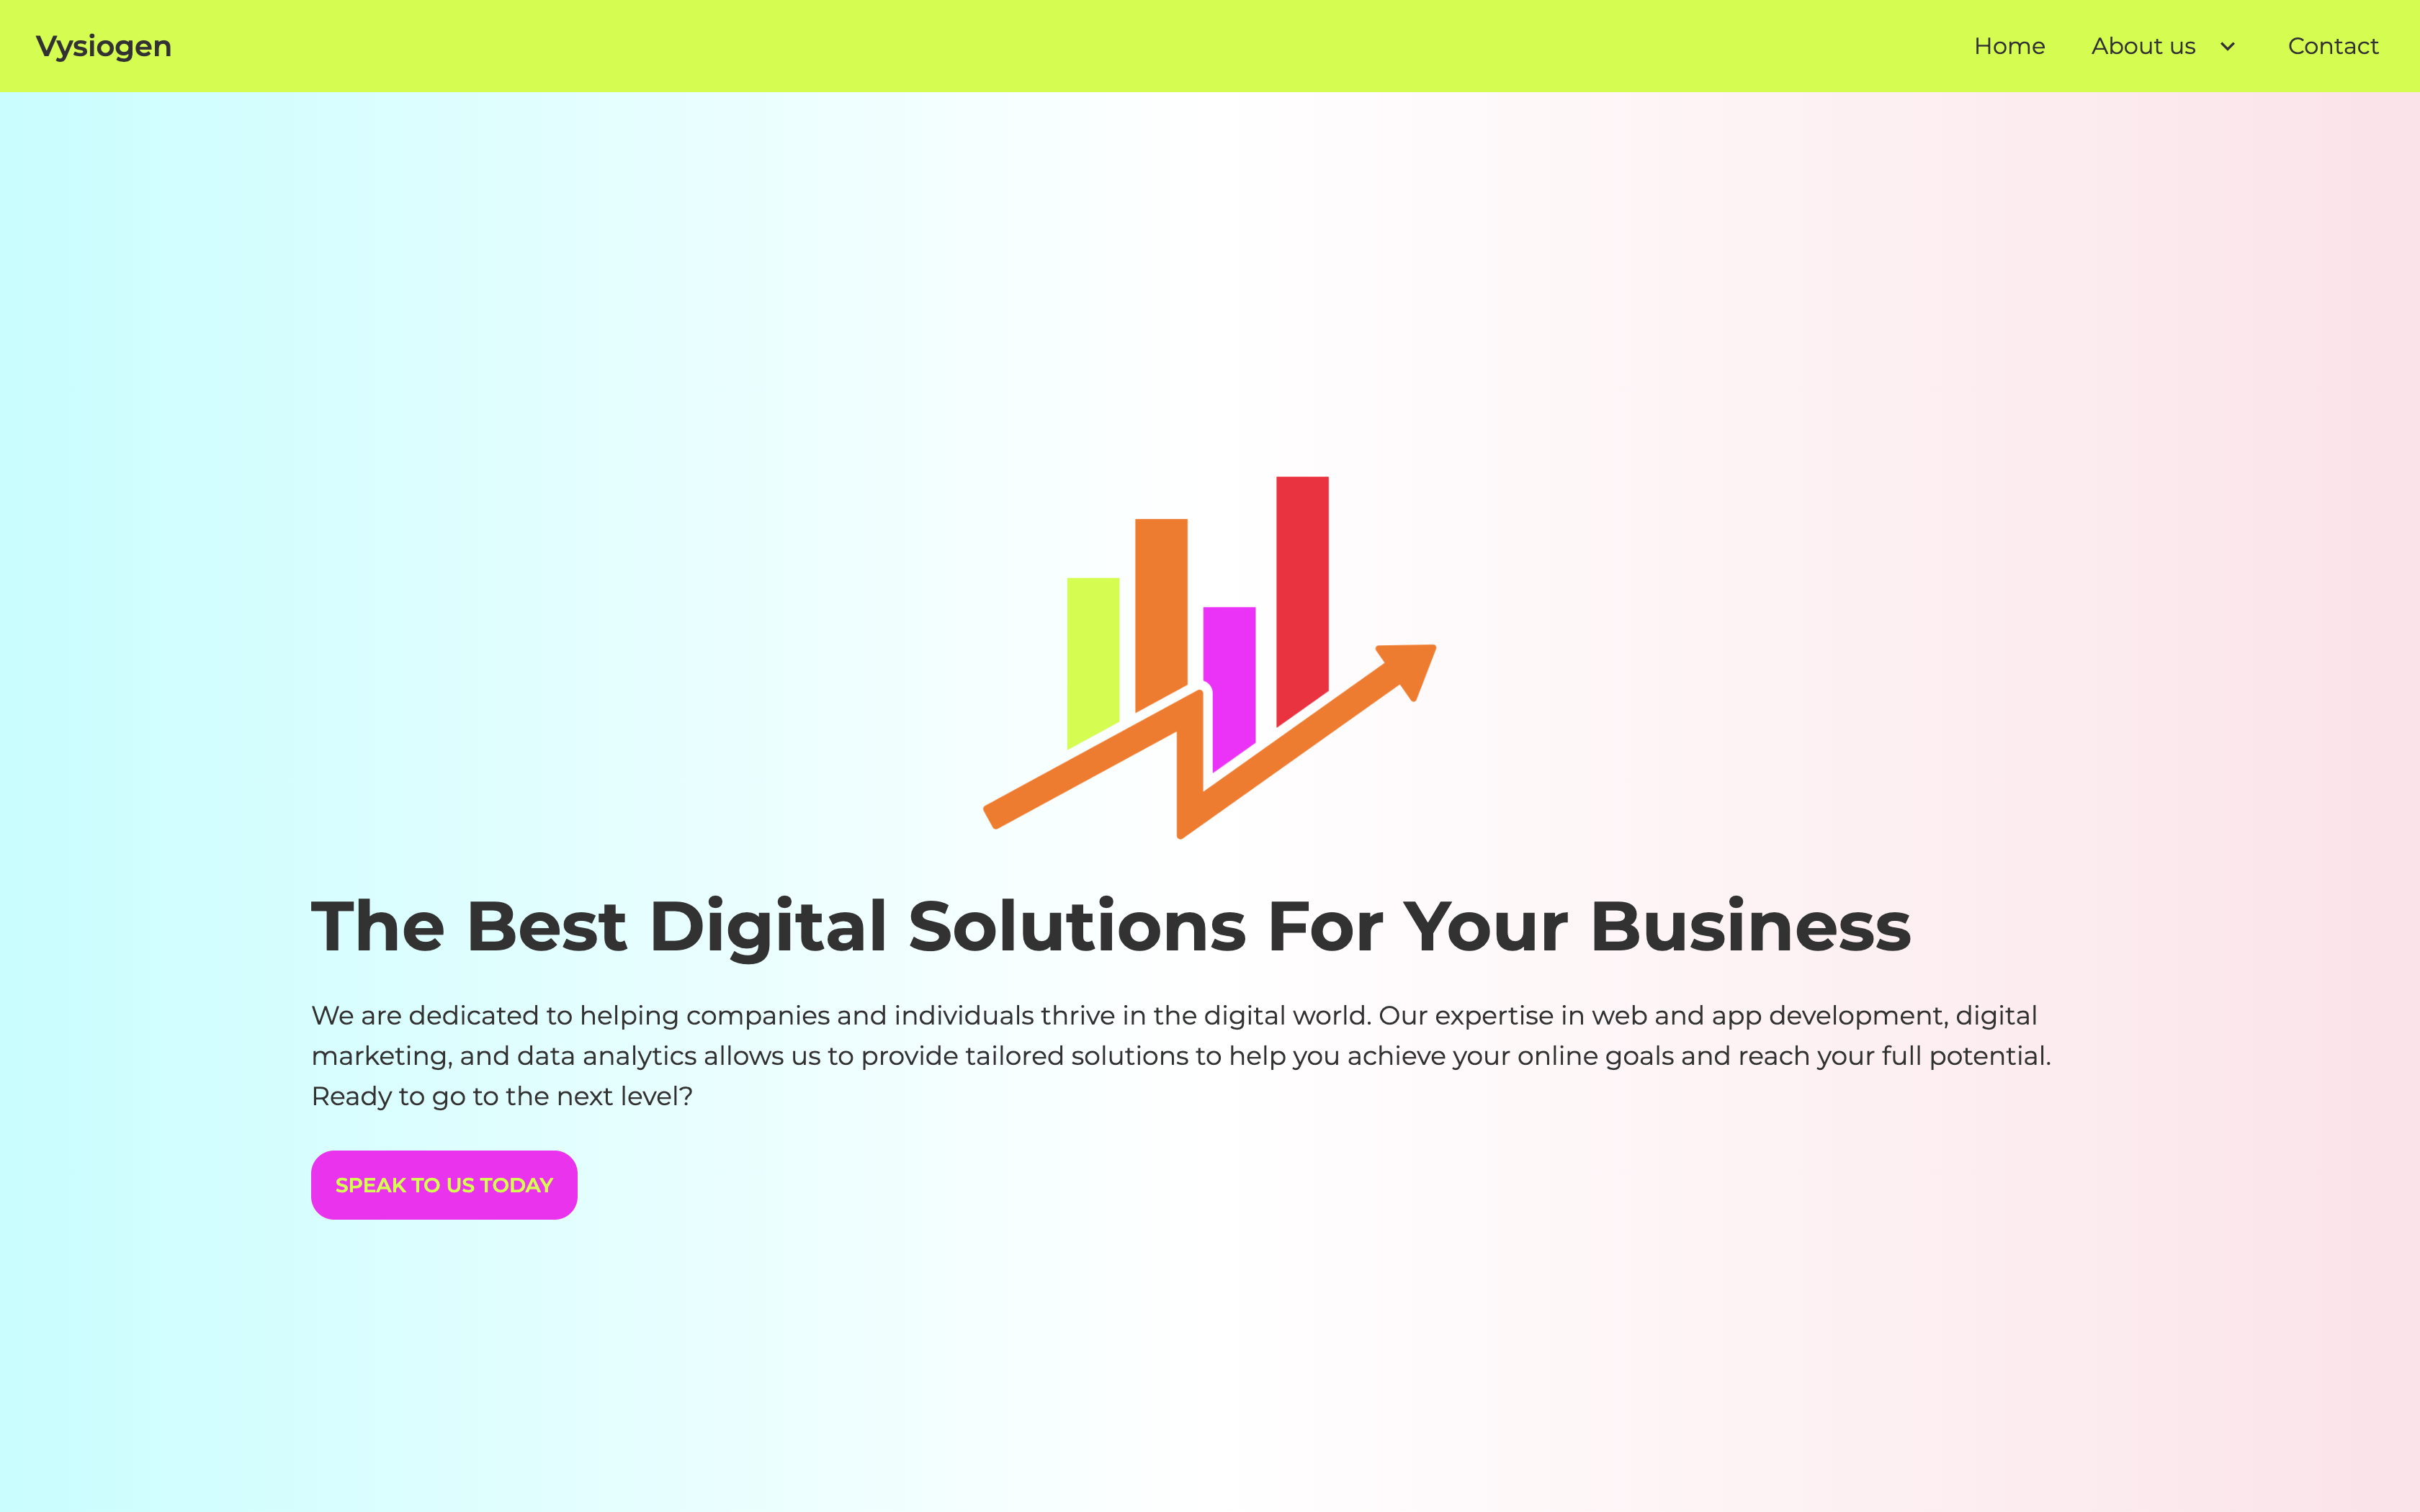 Vysiogen
Home
About us
Contact
The Best Digital Solutions For Your Business
We are dedicated to helping companies and individuals thrive in the digital world. Our expertise in web and app development, digital
marketing, and data analytics allows us to provide tailored solutions to help you achieve your online goals and reach your full potential.
Ready to go to the next level?
SPEAK TO US TODAY